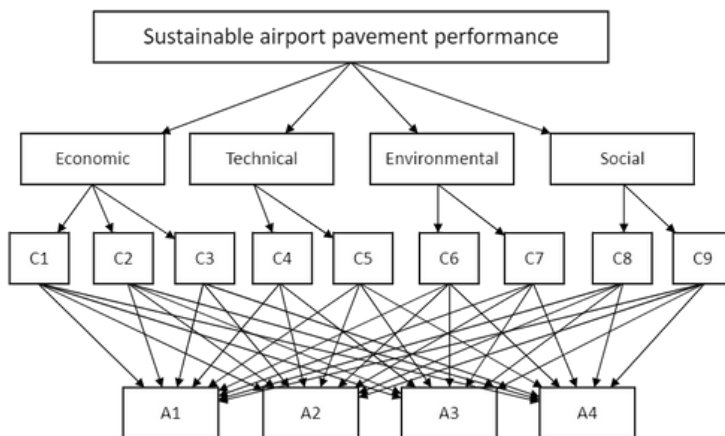 Sustainable airport pavement performance
Economic
Technical
Environmental
Social
C1
C2
C3
C4
C5
C6
C7
C8
C9
A1
A2
A3
A4